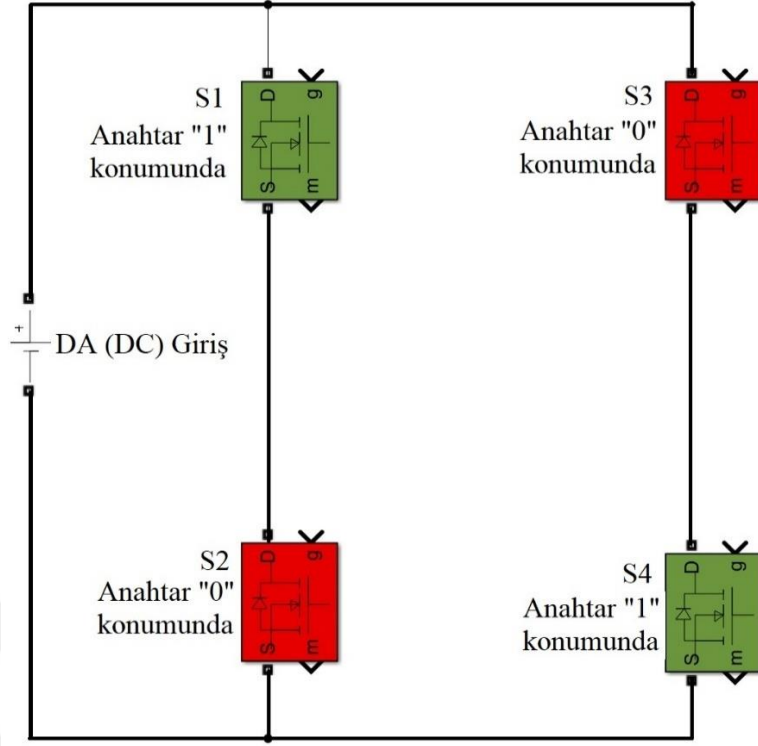 S1
Anahtar "1"
konumunda
D
g
S
m
S3
Anahtar "0"
konumunda
D
g
S
m
+
DA (DC) Giriş
S2
Anahtar "0"
konumunda
D
g
S
m
S4
Anahtar "1"
konumunda
D
g
S
m